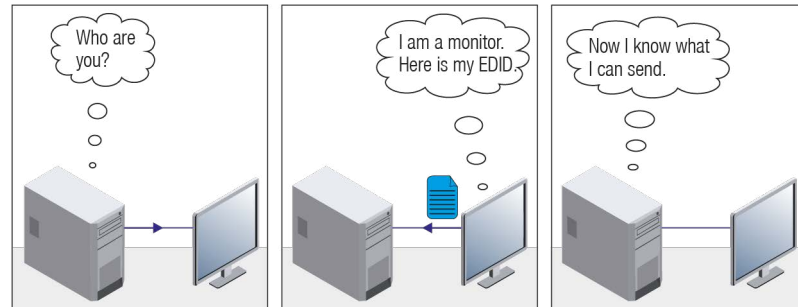 Who are
you?
I am a monitor.
Here is my EDID.
Now I know what
I can send.